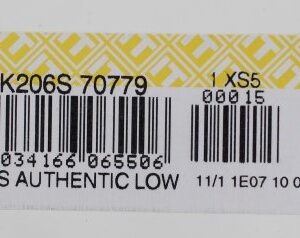 K206S 70779
1 XS5
00015
034166 065506
S AUTHENTIC LOW
11/1 1E07 10 0